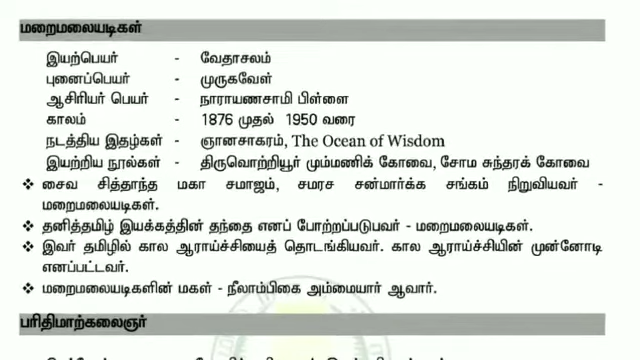 மறைமலையடிகள்
இயற்பெயர் - வேதாசலம்
புனைப்பெயர் - முருகவேள்
ஆசிரியர் பெயர் - நாராயணசாமி பிள்ளை
காலம் - 1876 முதல் 1950 வரை
நடத்திய இதழ்கள் - ஞானசாகரம், The Ocean of Wisdom
இயற்றிய நூல்கள் - திருவொற்றியூர் மும்மணிக் கோவை, சோம சுந்தரக் கோவை
❖ சைவ சித்தாந்த மகா சமாஜம், சமரச சன்மார்க்க சங்கம் நிறுவியவர் -
மறைமலையடிகள்.
❖ தனித்தமிழ் இயக்கத்தின் தந்தை எனப் போற்றப்படுபவர் - மறைமலையடிகள்.
❖ இவர் தமிழில் கால ஆராய்ச்சியைத் தொடங்கியவர். கால ஆராய்ச்சியின் முன்னோடி
எனப்பட்டவர்.
❖ மறைமலையடிகளின் மகள் - நீலாம்பிகை அம்மையார் ஆவார்.
பரிதிமாற்கலைஞர்